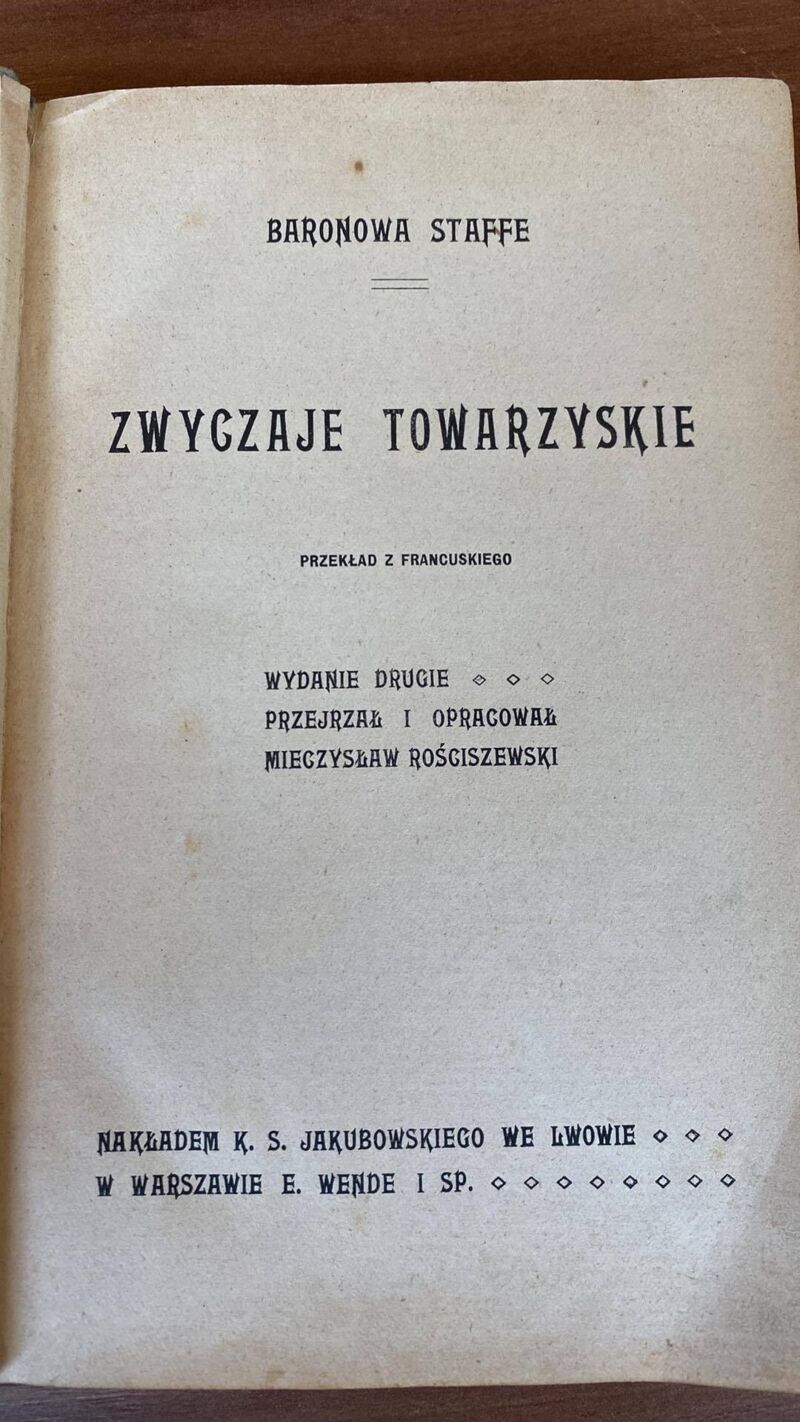 BARONOWA STAFFE
ZWYCZAJE TOWARZYSKIE
PRZEKŁAD Z FRANCUSKIEGO
WYDANIE DRUGIE
PRZEJRZAŁ I OPRACOWAŁ
MIECZYSŁAW ROŚCISZEWSKI
NAKŁADEM K. S. JAKUBOWSKIEGO WE LWOWIE
W WARSZAWIE E. WENDE I SP.